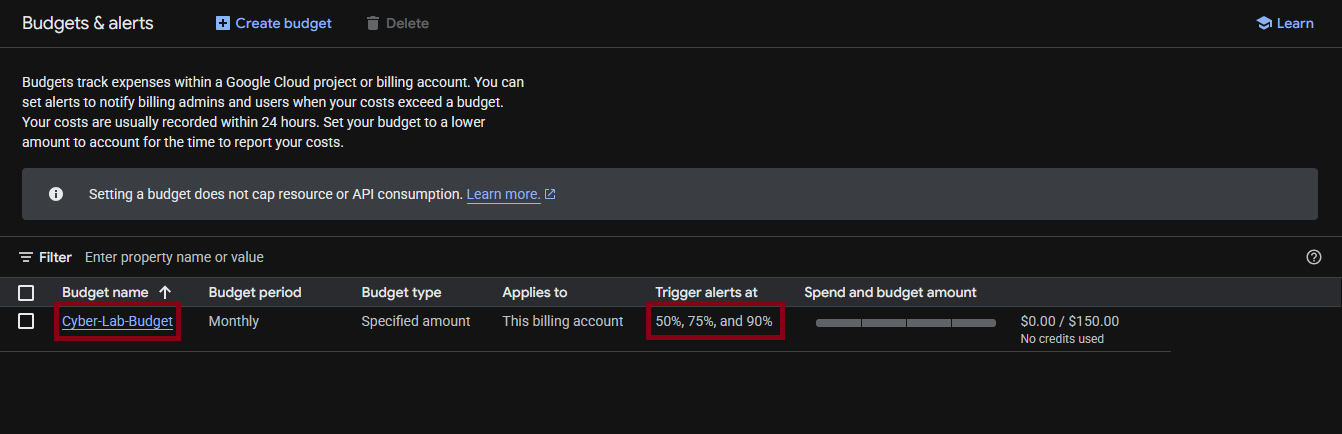 Budgets & alerts Create budget Delete Learn
Budgets track expenses within a Google Cloud project or billing account. You can
set alerts to notify billing admins and users when your costs exceed a budget.
Your costs are usually recorded within 24 hours. Set your budget to a lower
amount to account for the time to report your costs.
Setting a budget does not cap resource or API consumption. Learn more.
Filter Enter property name or value
Budget name Budget period Budget type Applies to Trigger alerts at Spend and budget amount
Cyber-Lab-Budget Monthly Specified amount This billing account 50%, 75%, and 90% $0.00 / $150.00
No credits used